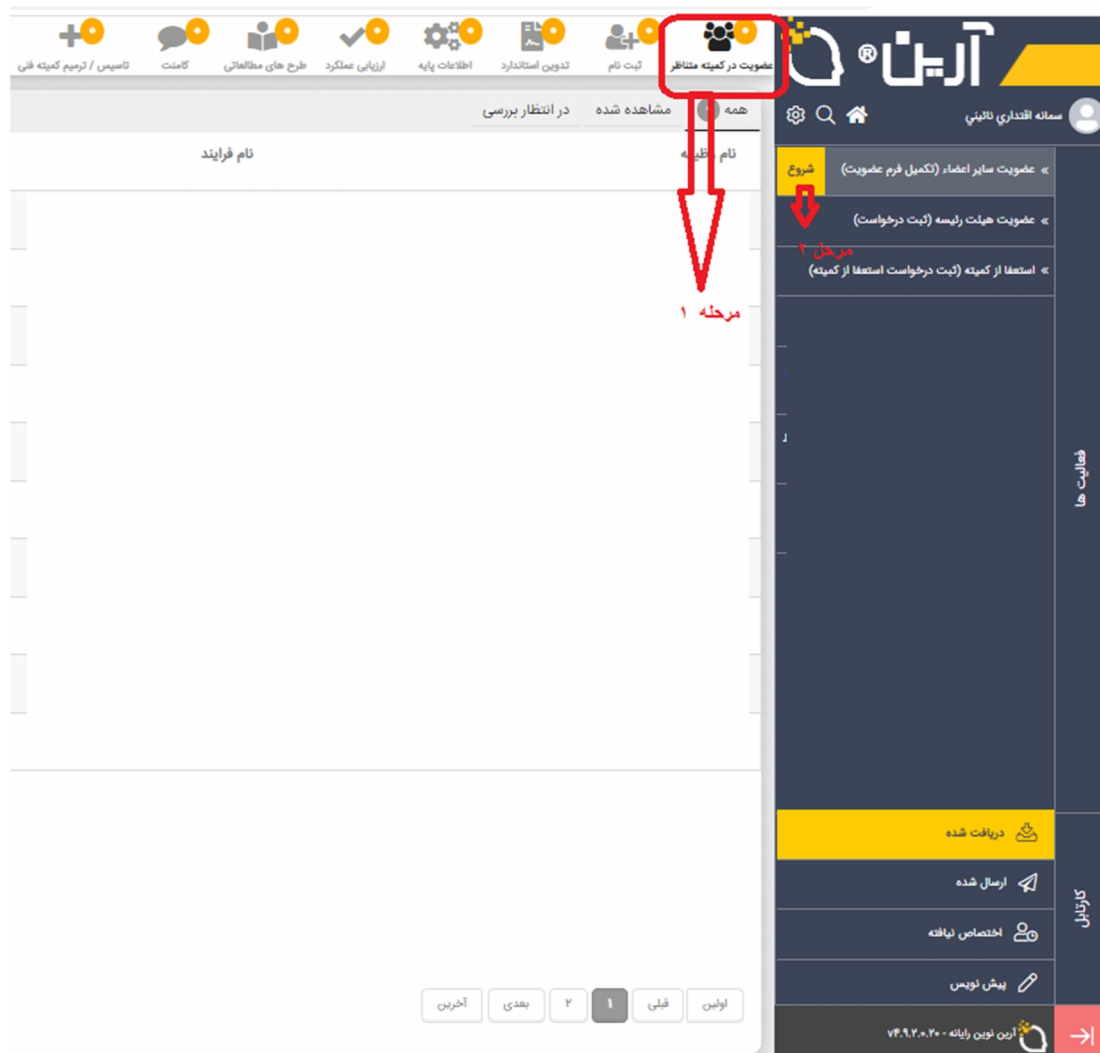 آرین®
عضویت در کمیته متناظر
ثبت نام
تدوین استاندارد
اطلاعات پایه
ارزیابی عملکرد
طرح های مطالعاتی
کامنت
تاسیس / ترمیم کمیته فنی
سمانه اقتداري نائيني
همه
مشاهده شده
در انتظار بررسی
نام فرایند
» عضویت سایر اعضاء (تکمیل فرم عضویت)
شروع
» عضویت هیئت رئیسه (ثبت درخواست)
مرحل ۲
» استعفا از کمیته (ثبت درخواست استعفا از کمیته)
مرحله ۱
فعالیت ها
دریافت شده
ارسال شده
اختصاص نیافته
پیش نویس
کارتابل
اولین
قبلی
۱
۲
بعدی
آخرین
آرین نوین رایانه - v۴.۹.۲.۰.۲۰